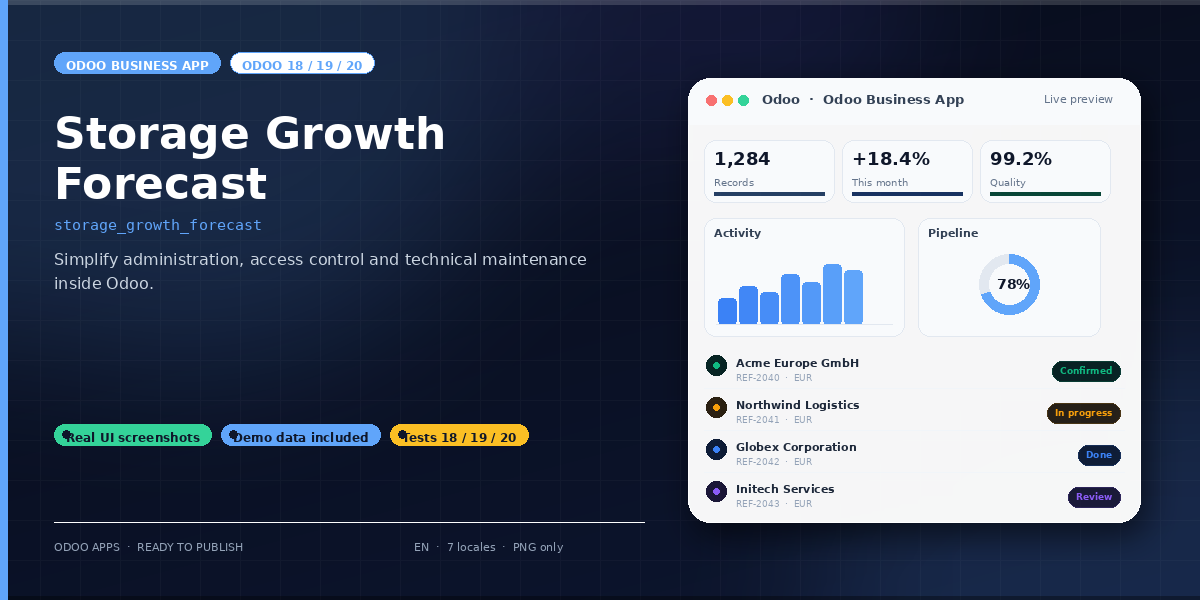 ODOO BUSINESS APP
ODOO 18 / 19 / 20
Storage Growth
Forecast
storage_growth_forecast
Simplify administration, access control and technical maintenance
inside Odoo.
Real UI screenshots
Demo data included
Tests 18 / 19 / 20
ODOO APPS · READY TO PUBLISH
EN · 7 locales · PNG only
Odoo · Odoo Business App
Live preview
1,284
Records
+18.4%
This month
99.2%
Quality
Activity
Pipeline
78%
Acme Europe GmbH
REF-2040 · EUR
Confirmed
Northwind Logistics
REF-2041 · EUR
In progress
Globex Corporation
REF-2042 · EUR
Done
Initech Services
REF-2043 · EUR
Review